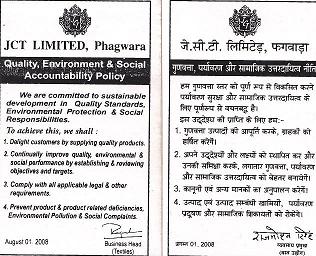 JCT LIMITED, Phagwara
Quality, Environment & Social
Accountability Policy
We are committed to sustainable
development in Quality Standards,
Environmental Protection & Social
Responsibilities.
To achieve this, we shall :
1. Delight customers by supplying quality products.
2. Continually improve quality, environmental &
social performance by establishing & reviewing
objectives and targets.
3. Comply with all applicable legal & other
requirements.
4. Prevent product & product related deficiencies,
Environmental Pollution & Social Complaints.
August 01, 2008
Business Head
(Textiles)
जे.सी.टी. लिमिटेड़, फगवाड़ा
गुणवत्ता, पर्यावरण और सामाजिक उत्तरदायित्व नीति
हम गुणवत्ता स्तर को पूर्ण रूप से विकसित करने
पर्यावरण सुरक्षा और सामाजिक उत्तरदायित्व के
लिए पूर्णरूप से वचनबद्ध हैं।
इस उद्देश्य की प्राप्ति के लिए हम:-
1. गुणवत्ता उत्पादों की आपूर्ति करके, ग्राहकों को
हर्षित करेंगें।
2. अपने उद्देश्यों और लक्ष्यों को स्थापित कर और
उनकी समिक्षा करके, लगातार गुणवत्ता, पर्यावरण
और सामाजिक उत्तरदायित्व को बेहतर बनायेंगें।
3. कानूनी एवं अन्य मानकों का अनुपालन करेंगें।
4. उत्पाद एवं उत्पाद सम्बंधी खामियों, पर्यावरण
प्रदूषण और सामाजिक शिकायतों को रोकेंगें।
अगस्त 01, 2008